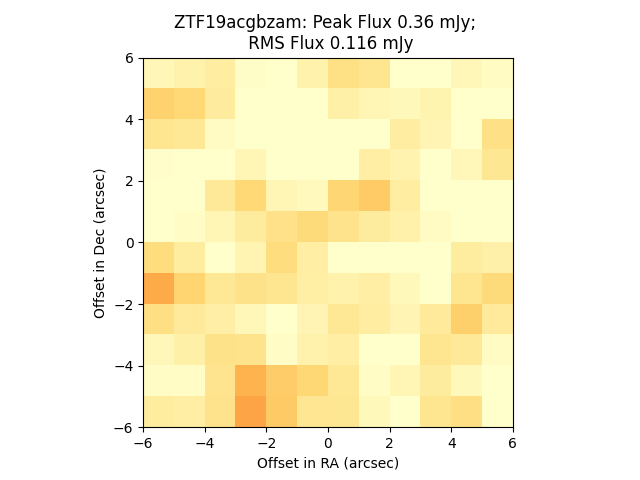 ZTF19acgbzam: Peak Flux 0.36 mJy;
RMS Flux 0.116 mJy
6
4
2
0
−2
−4
−6
Offset in Dec (arcsec)
−6 −4 −2 0 2 4 6
Offset in RA (arcsec)